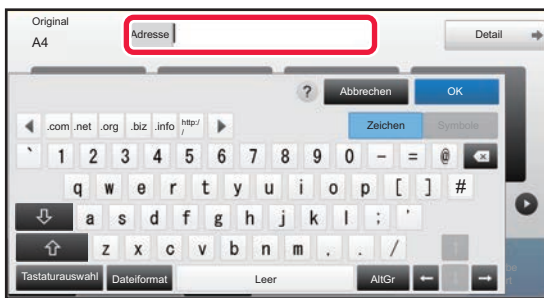 Original
A4
Adresse
Detail
?
Abbrechen
OK
.com .net .org .biz .info http://
Zeichen
Symbole
` 1 2 3 4 5 6 7 8 9 0 - = @
q w e r t y u i o p [ ] #
a s d f g h j k l ; '
z x c v b n m , . /
Tastaturauswahl
Dateiformat
Leer
AltGr